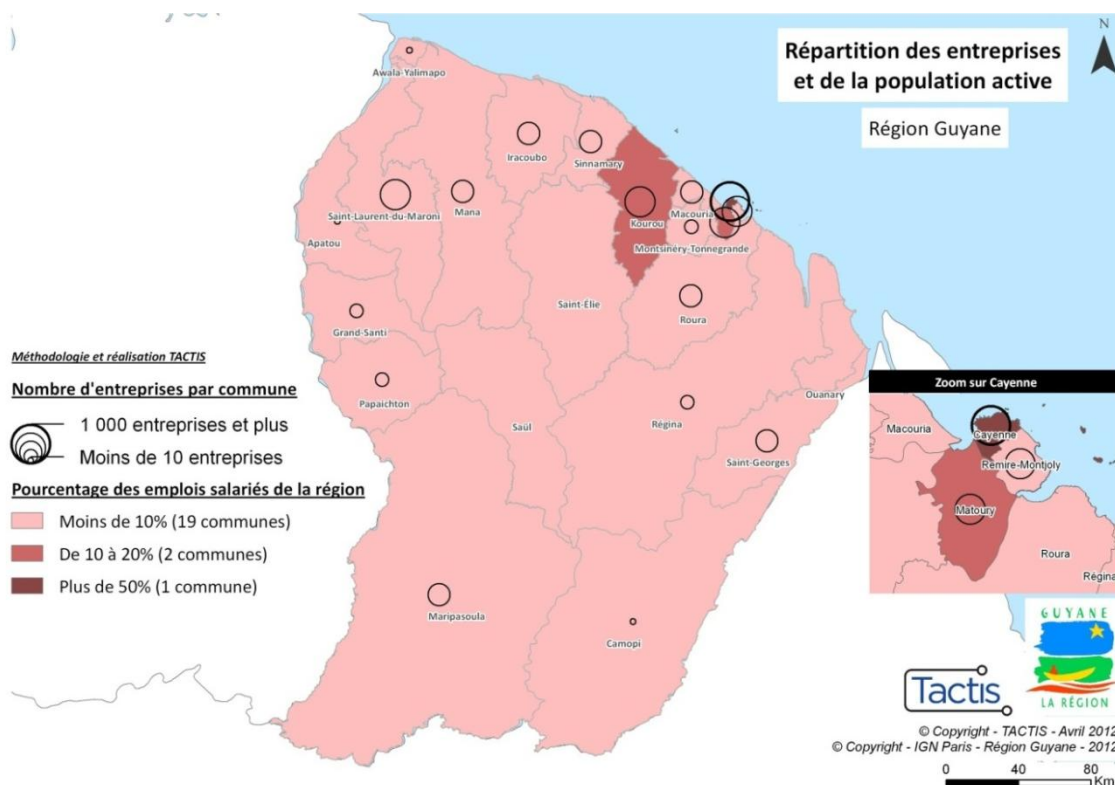 Répartition des entreprises
et de la population active
Région Guyane
N
Awala-Yalimapo
Iracoubo
Sinnamary
Saint-Laurent-du-Maroni
Mana
Kourou
Macouria
Apatou
Montsinéry-Tonnegrande
Saint-Élie
Roura
Grand-Santi
Papaichton
Saül
Régina
Ouanary
Saint-Georges
Maripasoula
Camopi
Méthodologie et réalisation TACTIS
Nombre d'entreprises par commune
1 000 entreprises et plus
Moins de 10 entreprises
Pourcentage des emplois salariés de la région
Moins de 10% (19 communes)
De 10 à 20% (2 communes)
Plus de 50% (1 commune)
Zoom sur Cayenne
Macouria
Cayenne
Rémire-Montjoly
Matoury
Roura
Régina
GUYANE
LA RÉGION
Tactis
© Copyright - TACTIS - Avril 2012
© Copyright - IGN Paris - Région Guyane - 2012
0 40 80
Km